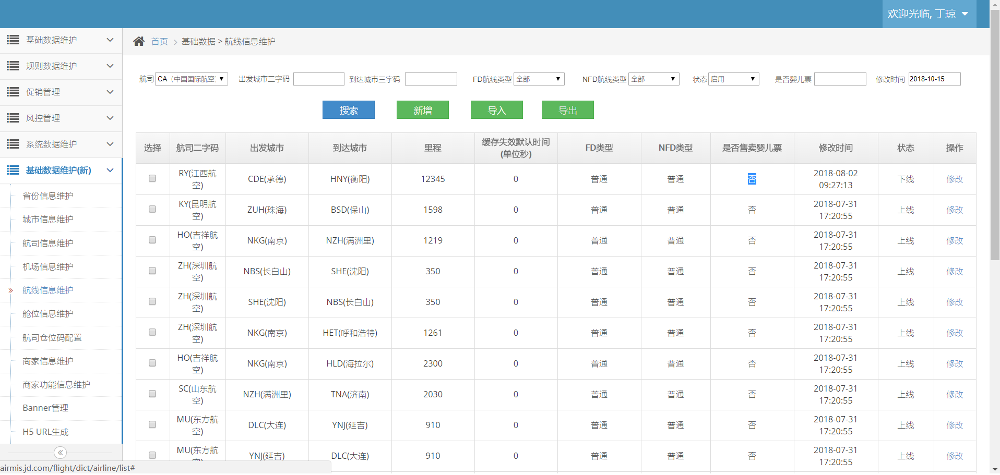 欢迎光临, 丁琼
基础数据维护
规则数据维护
促销管理
风控管理
系统数据维护
基础数据维护(新)
省份信息维护
城市信息维护
航司信息维护
机场信息维护
» 航线信息维护
舱位信息维护
航司仓位码配置
商家信息维护
商家功能信息维护
Banner管理
H5 URL生成
airmis.jd.com/flight/dict/airline/list#
首页 > 基础数据 > 航线信息维护
航司 CA（中国国际航空 出发城市三字码 到达城市三字码 FD航线类型 全部 NFD航线类型 全部 状态 启用 是否婴儿票 修改时间 2018-10-15
搜索 新增 导入 导出
选择 航司二字码 出发城市 到达城市 里程 缓存失效默认时间(单位秒) FD类型 NFD类型 是否售卖婴儿票 修改时间 状态 操作
RY(江西航空) CDE(承德) HNY(衡阳) 12345 0 普通 普通 否 2018-08-02 09:27:13 下线 修改
KY(昆明航空) ZUH(珠海) BSD(保山) 1598 0 普通 普通 否 2018-07-31 17:20:55 上线 修改
HO(吉祥航空) NKG(南京) NZH(满洲里) 1219 0 普通 普通 否 2018-07-31 17:20:55 上线 修改
ZH(深圳航空) NBS(长白山) SHE(沈阳) 350 0 普通 普通 否 2018-07-31 17:20:55 上线 修改
ZH(深圳航空) SHE(沈阳) NBS(长白山) 350 0 普通 普通 否 2018-07-31 17:20:55 上线 修改
ZH(深圳航空) NKG(南京) HET(呼和浩特) 1261 0 普通 普通 否 2018-07-31 17:20:55 上线 修改
HO(吉祥航空) NKG(南京) HLD(海拉尔) 2300 0 普通 普通 否 2018-07-31 17:20:55 上线 修改
SC(山东航空) NZH(满洲里) TNA(济南) 2030 0 普通 普通 否 2018-07-31 17:20:55 上线 修改
MU(东方航空) DLC(大连) YNJ(延吉) 910 0 普通 普通 否 2018-07-31 17:20:55 上线 修改
MU(东方航空) YNJ(延吉) DLC(大连) 910 0 普通 普通 否 2018-07-31 17:20:55 上线 修改